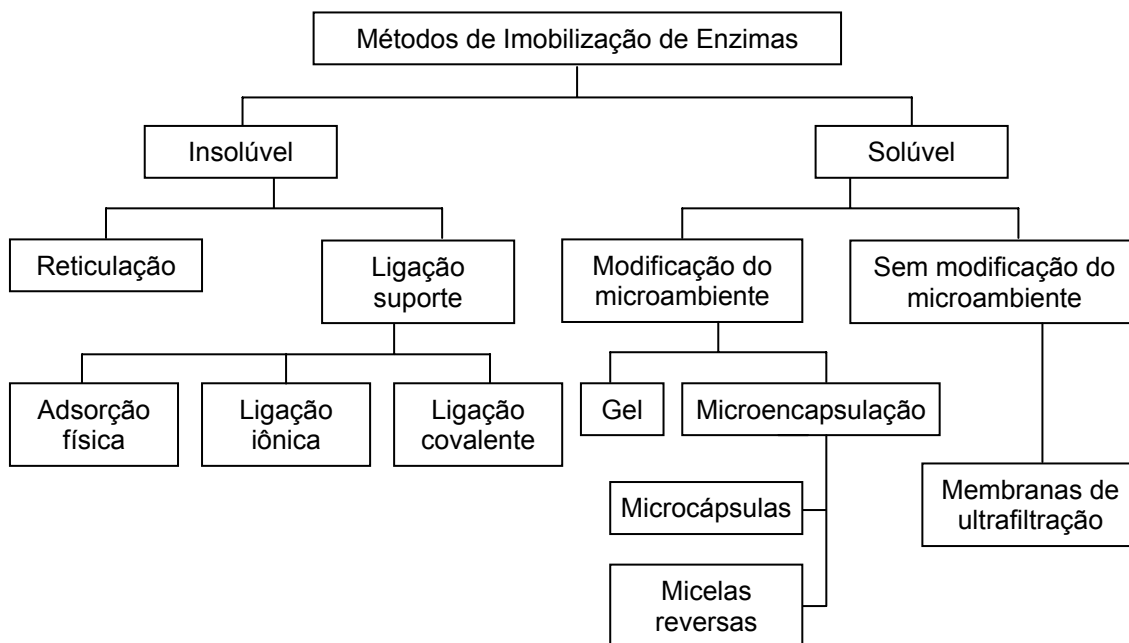 Métodos de Imobilização de Enzimas
Insolúvel
Solúvel
Reticulação
Ligação
suporte
Modificação do
microambiente
Sem modificação do
microambiente
Adsorção
física
Ligação
iônica
Ligação
covalente
Gel
Microencapsulação
Microcápsulas
Membranas de
ultrafiltração
Micelas
reversas